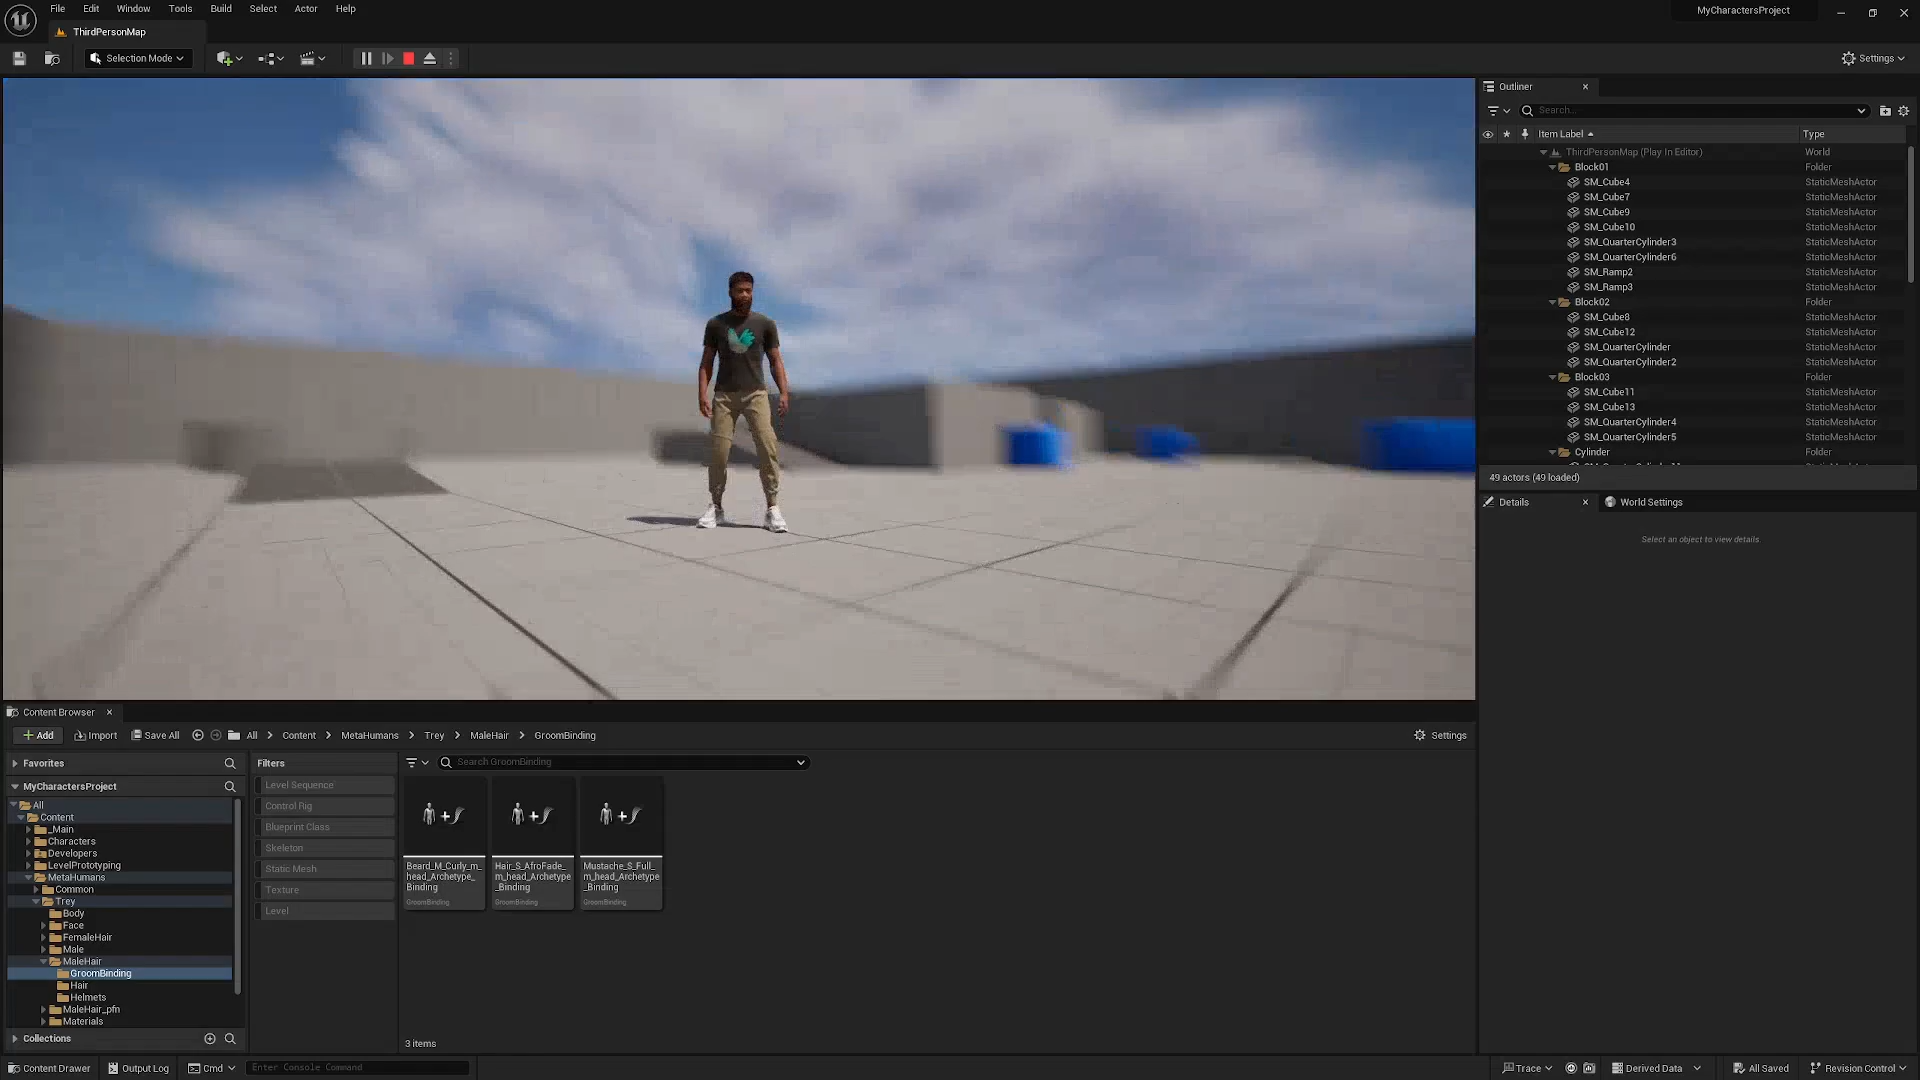 File Edit Window Tools Build Select Actor Help
MyCharactersProject
ThirdPersonMap
Selection Mode
Settings
Outliner
Search...
Item Label Type
ThirdPersonMap (Play In Editor) World
Block01 Folder
SM_Cube4 StaticMeshActor
SM_Cube7 StaticMeshActor
SM_Cube9 StaticMeshActor
SM_Cube10 StaticMeshActor
SM_QuarterCylinder3 StaticMeshActor
SM_QuarterCylinder6 StaticMeshActor
SM_Ramp2 StaticMeshActor
SM_Ramp3 StaticMeshActor
Block02 Folder
SM_Cube8 StaticMeshActor
SM_Cube12 StaticMeshActor
SM_QuarterCylinder StaticMeshActor
SM_QuarterCylinder2 StaticMeshActor
Block03 Folder
SM_Cube11 StaticMeshActor
SM_Cube13 StaticMeshActor
SM_QuarterCylinder4 StaticMeshActor
SM_QuarterCylinder5 StaticMeshActor
Cylinder Folder
49 actors (49 loaded)
Details World Settings
Select an object to view details
Content Browser
Add Import Save All All Content MetaHumans Trey MaleHair GroomBinding Settings
Favorites
MyCharactersProject
All
Content
_Main
Characters
Developers
LevelPrototyping
MetaHumans
Common
Trey
Body
Face
FemaleHair
Male
MaleHair
GroomBinding
Hair
Helmets
MaleHair_pfn
Materials
Collections
Filters
Level Sequence
Control Rig
Blueprint Class
Skeleton
Static Mesh
Texture
Level
Search GroomBinding
Beard_M_Curly_m_
head_Archetype_
Binding
GroomBinding
Hair_S_AfroFade_
m_head_Archetype
_Binding
GroomBinding
Mustache_S_Full_
m_head_Archetype
_Binding
GroomBinding
3 items
Content Drawer Output Log Cmd Enter Console Command Trace Derived Data All Saved Revision Control